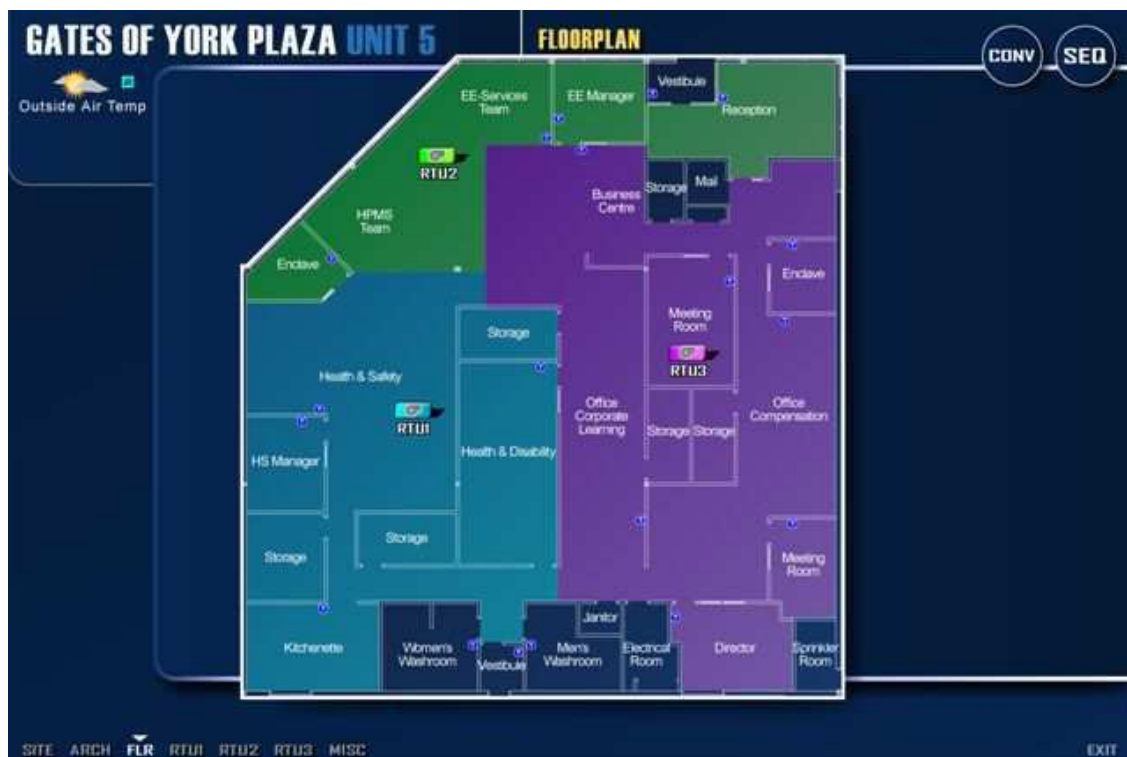 GATES OF YORK PLAZA UNIT 5
FLOORPLAN
CONV
SEQ
Outside Air Temp
EE-Services
Team
EE Manager
Vestibule
Reception
RTU2
Business
Centre
Storage
Mail
HPMS
Team
Enclave
Enclave
Meeting
Room
Storage
RTU3
Health & Safety
RTU1
Office
Corporate
Learning
Storage
Storage
Office
Compensation
HS Manager
Health & Disability
Storage
Storage
Meeting
Room
Kitchenette
Women's
Washroom
Vestibule
Men's
Washroom
Janitor
Electrical
Room
Director
Sprinkler
Room
SITE ARCH FLR RTU1 RTU2 RTU3 MISC
EXIT